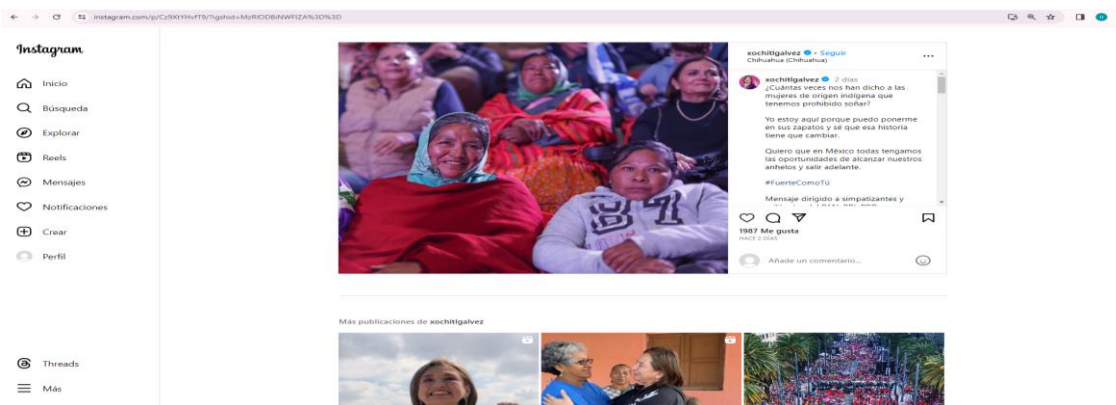 instagram.com/p/Cz9XtYHvfT9/?igshid=MzRlODBiNWFlZA%3D%3D
Instagram
Inicio
Búsqueda
Explorar
Reels
Mensajes
Notificaciones
Crear
Perfil
Threads
Más
87
xochitlgalvez • Seguir
Chihuahua (Chihuahua)
xochitlgalvez 2 días
¿Cuántas veces nos han dicho a las
mujeres de origen indígena que
tenemos prohibido soñar?
Yo estoy aquí porque puedo ponerme
en sus zapatos y sé que esa historia
tiene que cambiar.
Quiero que en México todas tengamos
las oportunidades de alcanzar nuestros
anhelos y salir adelante.
#FuerteComoTú
Mensaje dirigido a simpatizantes y
1987 Me gusta
HACE 2 DÍAS
Añade un comentario...
Más publicaciones de xochitlgalvez